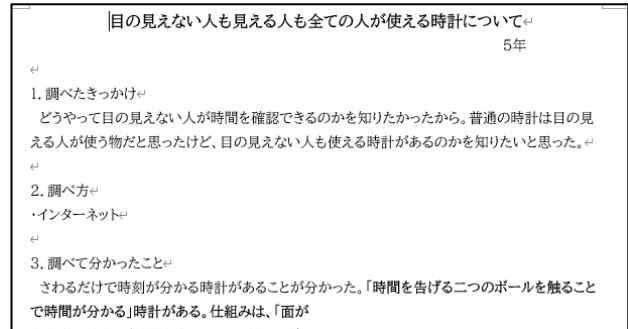 目の見えない人も見える人も全ての人が使える時計について
5年
1. 調べたきっかけ
どうやって目の見えない人が時間を確認できるのかを知りたかったから。普通の時計は目の見
える人が使う物だと思ったけど、目の見えない人も使える時計があるのかを知りたいと思った。
2. 調べ方
・インターネット
3. 調べて分かったこと
さわるだけで時刻が分かる時計があることが分かった。「時間を告げる二つのボールを触ること
で時間が分かる」時計がある。仕組みは、「面が